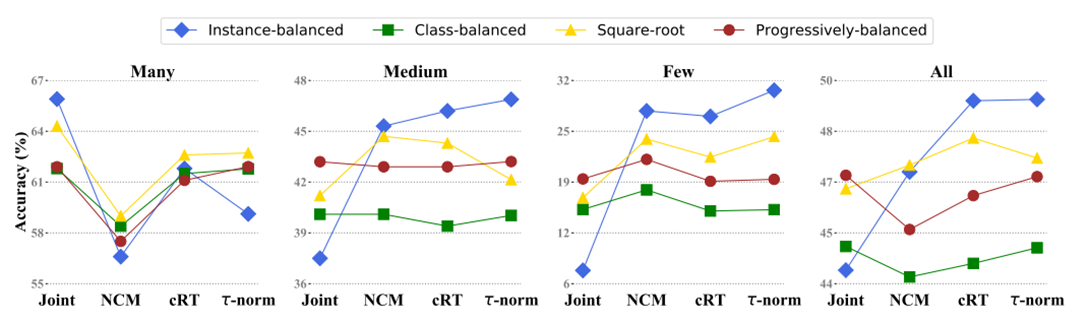 Instance-balanced Class-balanced Square-root Progressively-balanced
Many Medium Few All
67 48 32 50
64 45 25 48
61 42 19 47
58 39 12 45
55 36 6 44
Accuracy (%)
Joint NCM cRT τ-norm Joint NCM cRT τ-norm Joint NCM cRT τ-norm Joint NCM cRT τ-norm